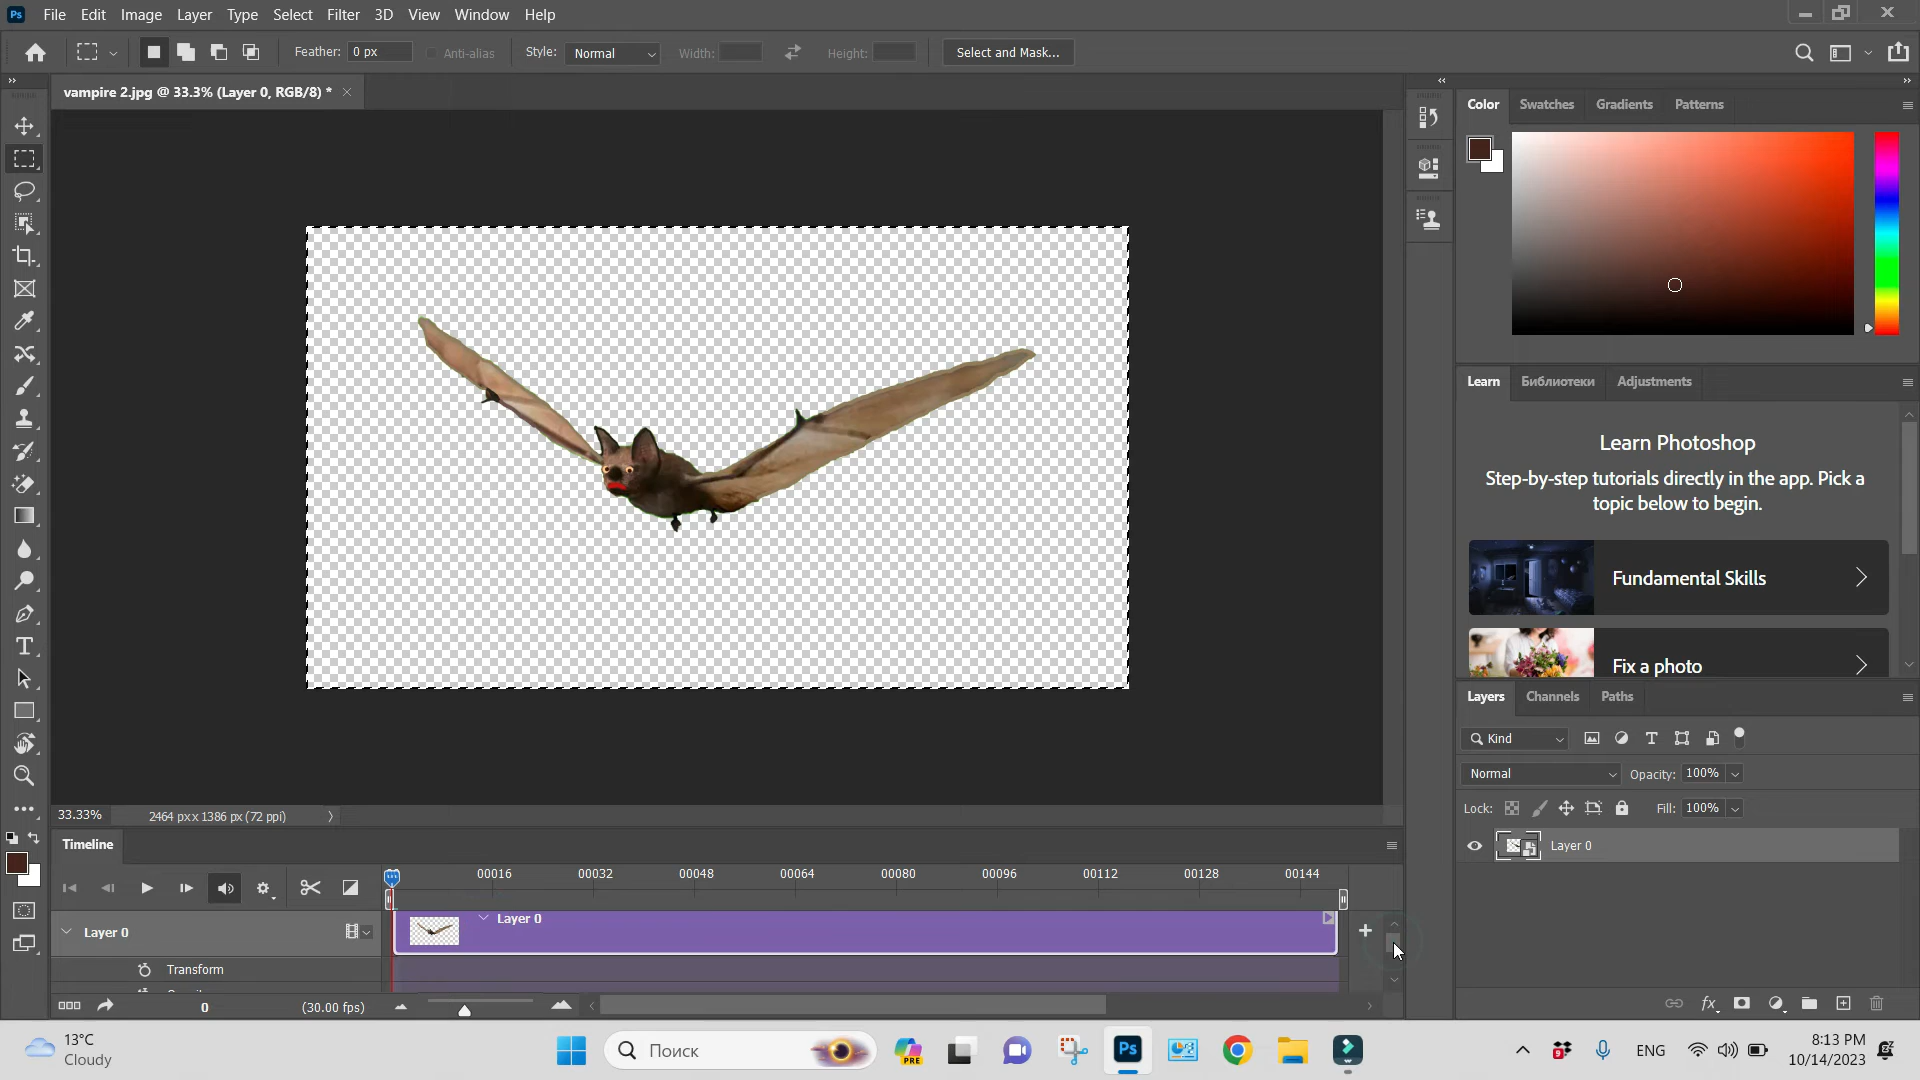 Ps File Edit Image Layer Type Select Filter 3D View Window Help
Feather: 0 px Anti-alias Style: Normal Width: Height: Select and Mask...
vampire 2.jpg @ 33.3% (Layer 0, RGB/8) *
Color Swatches Gradients Patterns
Learn Библиотеки Adjustments
Learn Photoshop
Step-by-step tutorials directly in the app. Pick a
topic below to begin.
Fundamental Skills
Fix a photo
Layers Channels Paths
Kind
Normal Opacity: 100%
Lock: Fill: 100%
Layer 0
33.33% 2464 px x 1386 px (72 ppi)
Timeline
00016 00032 00048 00064 00080 00096 00112 00128 00144
Layer 0
Layer 0
Transform
0 (30.00 fps)
fx
13°C
Cloudy
Поиск
PRE
Ps
9
ENG
8:13 PM
10/14/2023